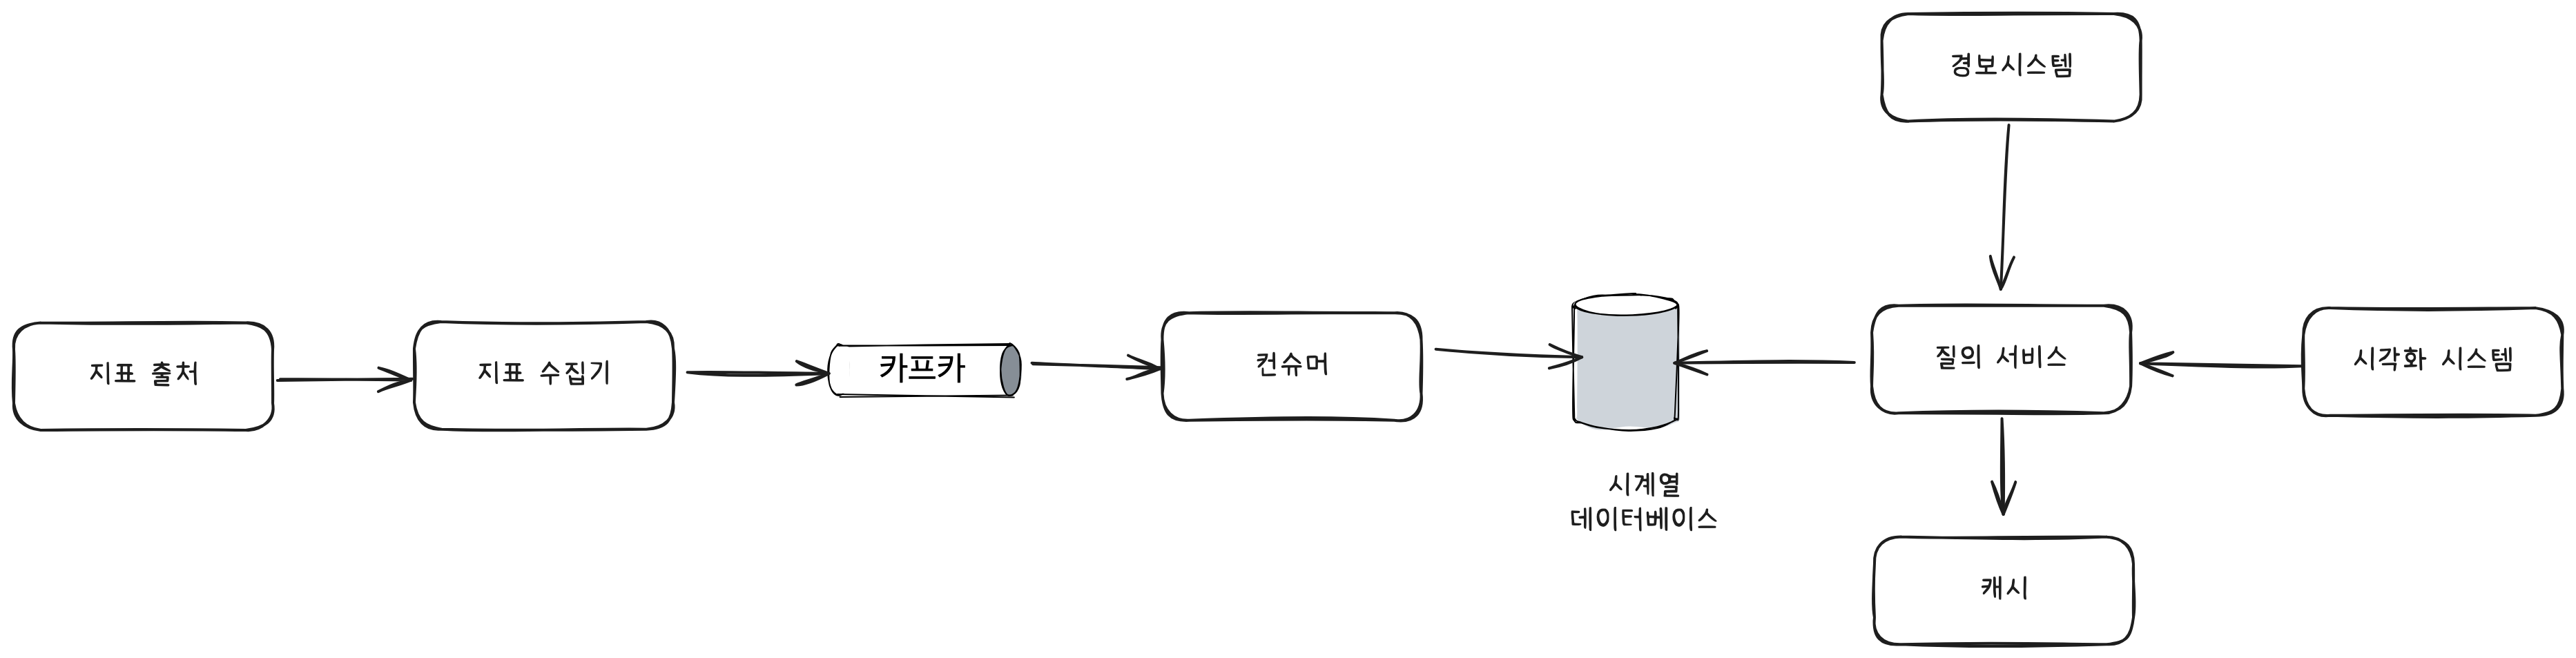 경보시스템
지표 출처
지표 수집기
카프카
컨슈머
시계열
데이터베이스
질의 서비스
시각화 시스템
캐시